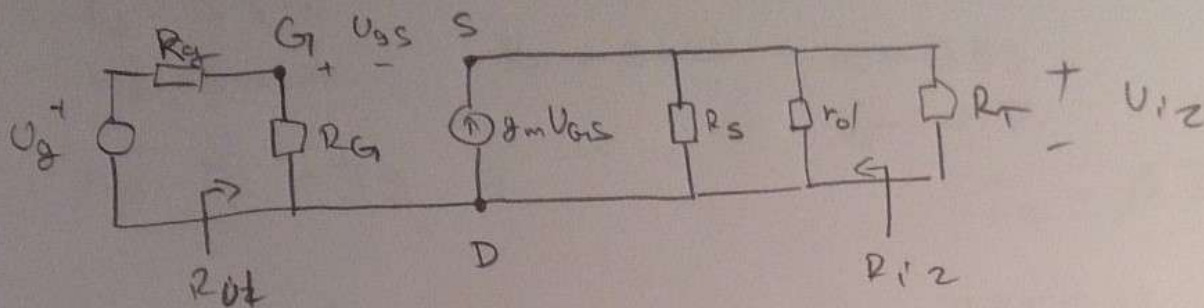 Rg G Ugs S
+ -
Ug + RG gmUGS Rs rd RT + Uiz
-
D
Rul Riz